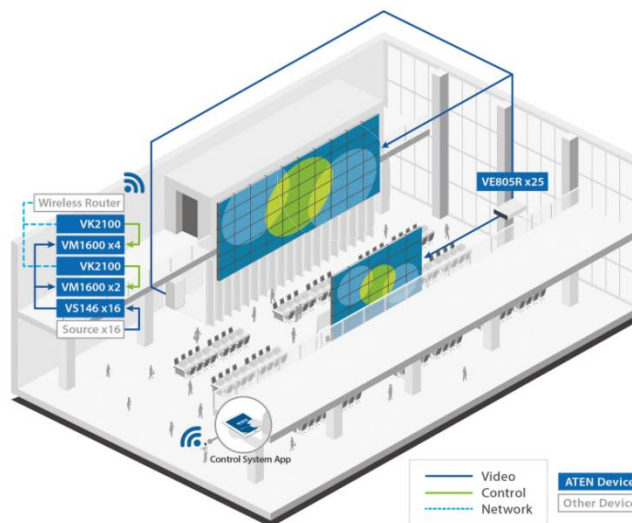 VE805R x25
Wireless Router
VK2100
VM1600 x4
VK2100
VM1600 x2
VS146 x16
Source x16
Control System App
Video
Control
Network
ATEN Device
Other Device